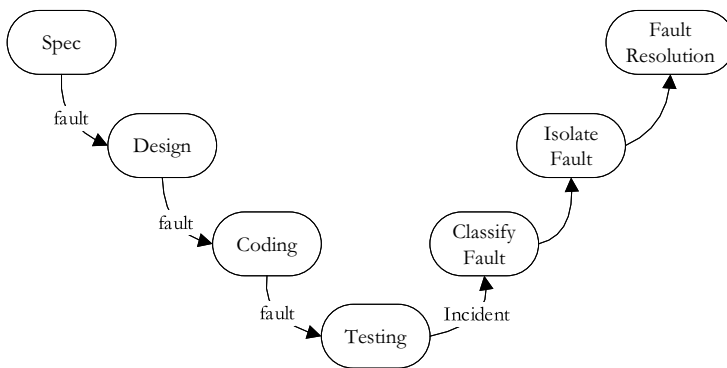 Spec
Fault
Resolution
fault
Design
Isolate
Fault
fault
Coding
Classify
Fault
fault
Testing
Incident